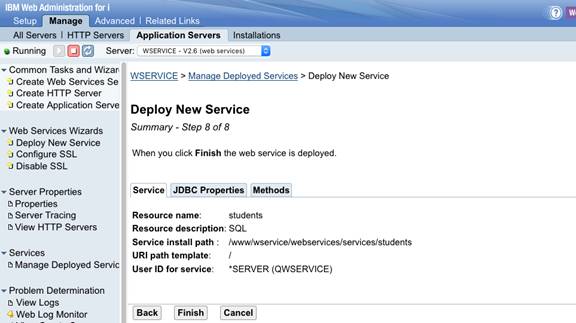 IBM Web Administration for i
Setup Manage Advanced | Related Links
All Servers | HTTP Servers Application Servers Installations
Running Server: WSERVICE - V2.6 (web services)
Common Tasks and Wizar
Create Web Services Se
Create HTTP Server
Create Application Serve
Web Services Wizards
Deploy New Service
Configure SSL
Disable SSL
Server Properties
Properties
Server Tracing
View HTTP Servers
Services
Manage Deployed Servic
Problem Determination
View Logs
Web Log Monitor
WSERVICE > Manage Deployed Services > Deploy New Service
Deploy New Service
Summary - Step 8 of 8
When you click Finish the web service is deployed.
Service JDBC Properties Methods
Resource name: students
Resource description: SQL
Service install path : /www/wservice/webservices/services/students
URI path template: /
User ID for service: *SERVER (QWSERVICE)
Back Finish Cancel